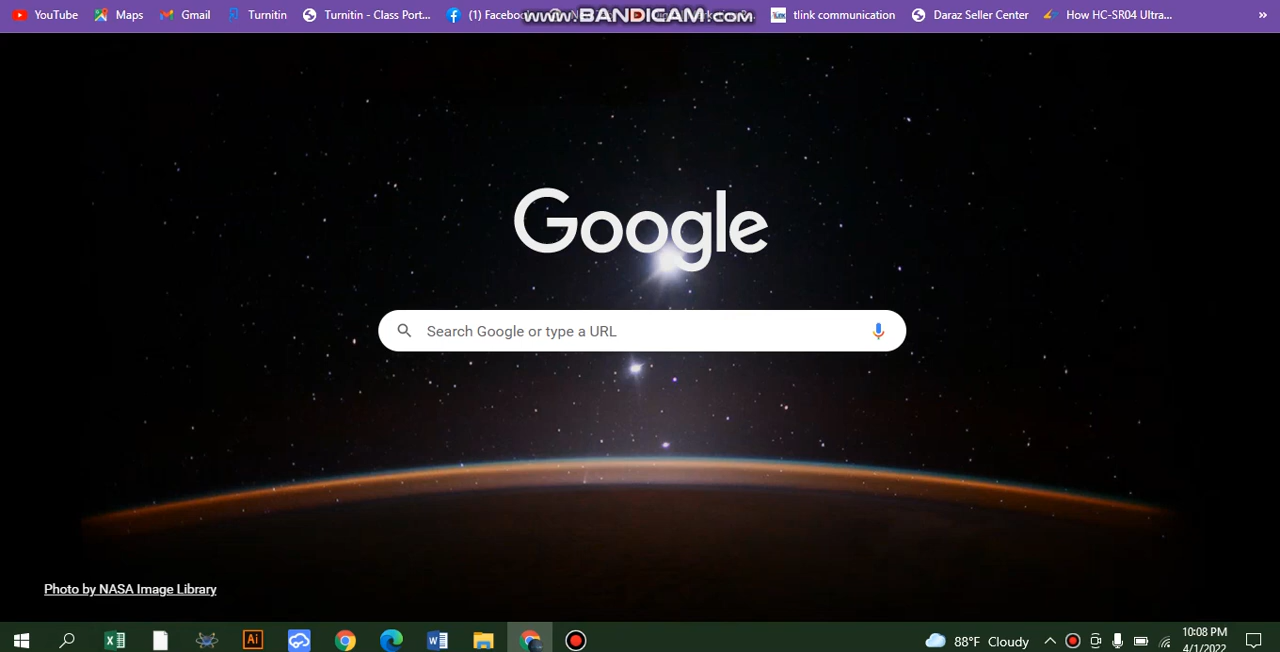 YouTube Maps Gmail Turnitin Turnitin - Class Port... (1) Facebo www.BANDICAM.com tlink communication Daraz Seller Center How HC-SR04 Ultra... »
Google
Search Google or type a URL
Photo by NASA Image Library
Ai
88°F Cloudy
10:08 PM
4/1/2022